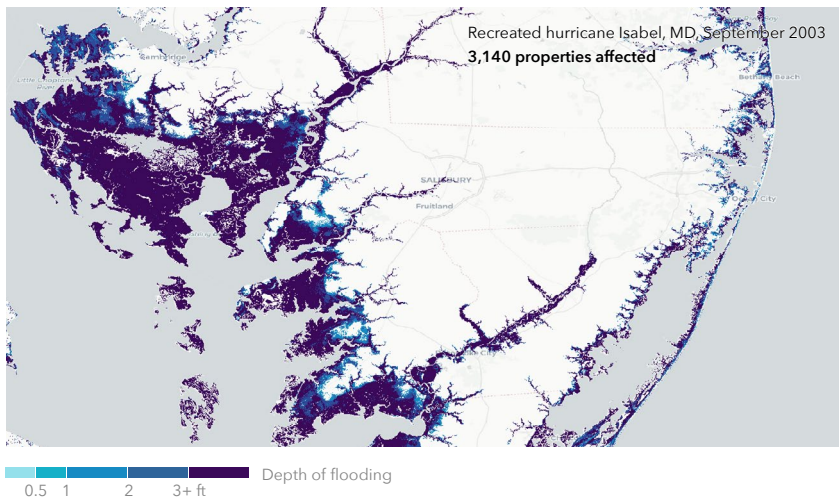 Recreated hurricane Isabel, MD, September 2003
3,140 properties affected
Cambridge
Little Choptank
River
Bethany Beach
SALISBURY
Fruitland
Ocean City
Depth of flooding
0.5 1 2 3+ ft